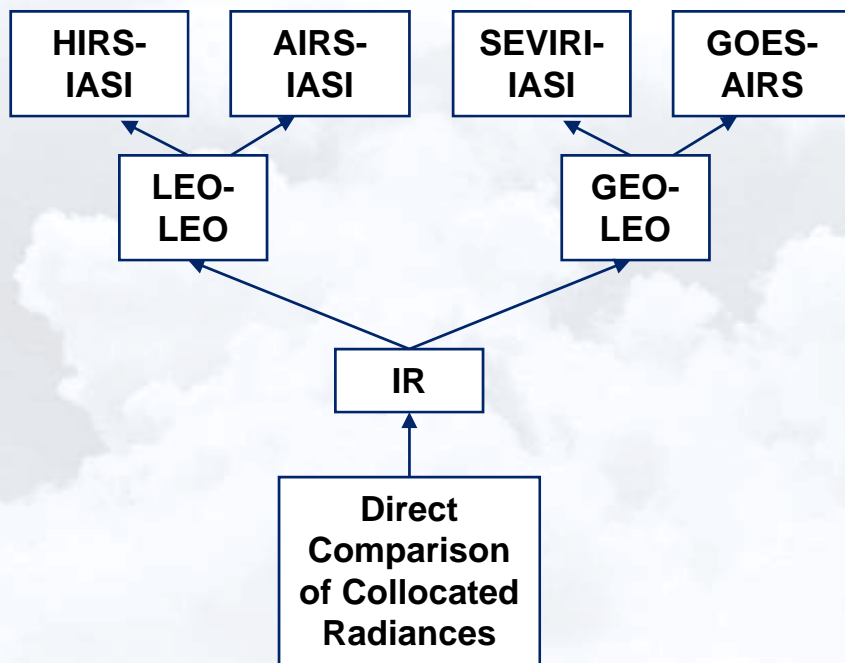 HIRS-
IASI
AIRS-
IASI
SEVIRI-
IASI
GOES-
AIRS
LEO-
LEO
GEO-
LEO
IR
Direct
Comparison
of Collocated
Radiances